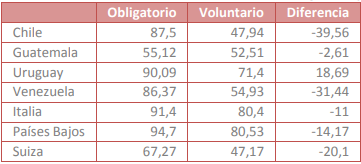 Obligatorio Voluntario Diferencia
Chile 87,5 47,94 -39,56
Guatemala 55,12 52,51 -2,61
Uruguay 90,09 71,4 18,69
Venezuela 86,37 54,93 -31,44
Italia 91,4 80,4 -11
Países Bajos 94,7 80,53 -14,17
Suiza 67,27 47,17 -20,1